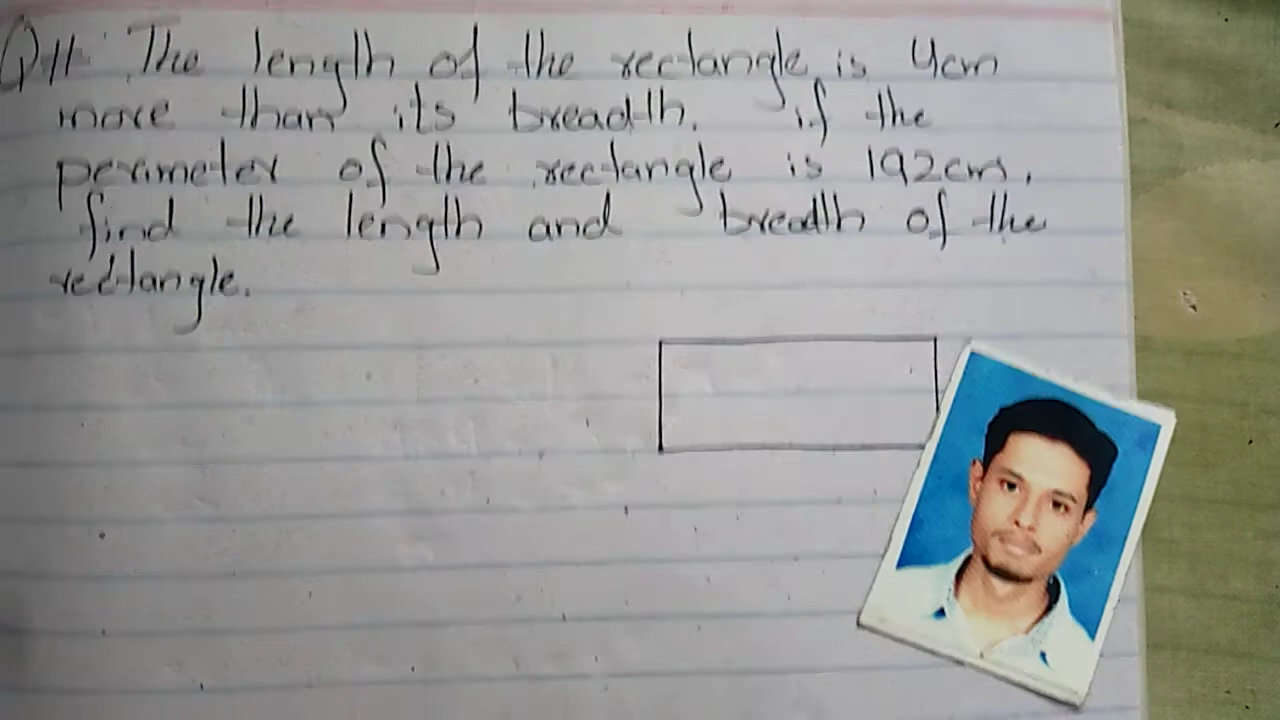 Q11. The length of the rectangle is 4cm
more than its breadth. if the
perimeter of the rectangle is 192cm,
find the length and breadth of the
rectangle.